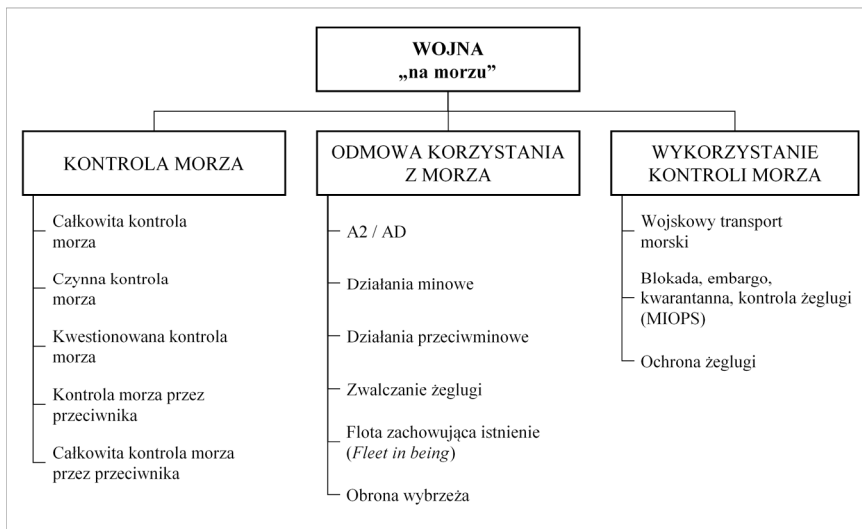 WOJNA
„na morzu”
KONTROLA MORZA
Całkowita kontrola
morza
Czynna kontrola
morza
Kwestionowana kontrola
morza
Kontrola morza przez
przeciwnika
Całkowita kontrola morza
przez przeciwnika
ODMOWA KORZYSTANIA
Z MORZA
A2 / AD
Działania minowe
Działania przeciwminowe
Zwalczanie żeglugi
Flota zachowująca istnienie
(Fleet in being)
Obrona wybrzeża
WYKORZYSTANIE
KONTROLI MORZA
Wojskowy transport
morski
Blokada, embargo,
kwarantanna, kontrola żeglugi
(MIOPS)
Ochrona żeglugi